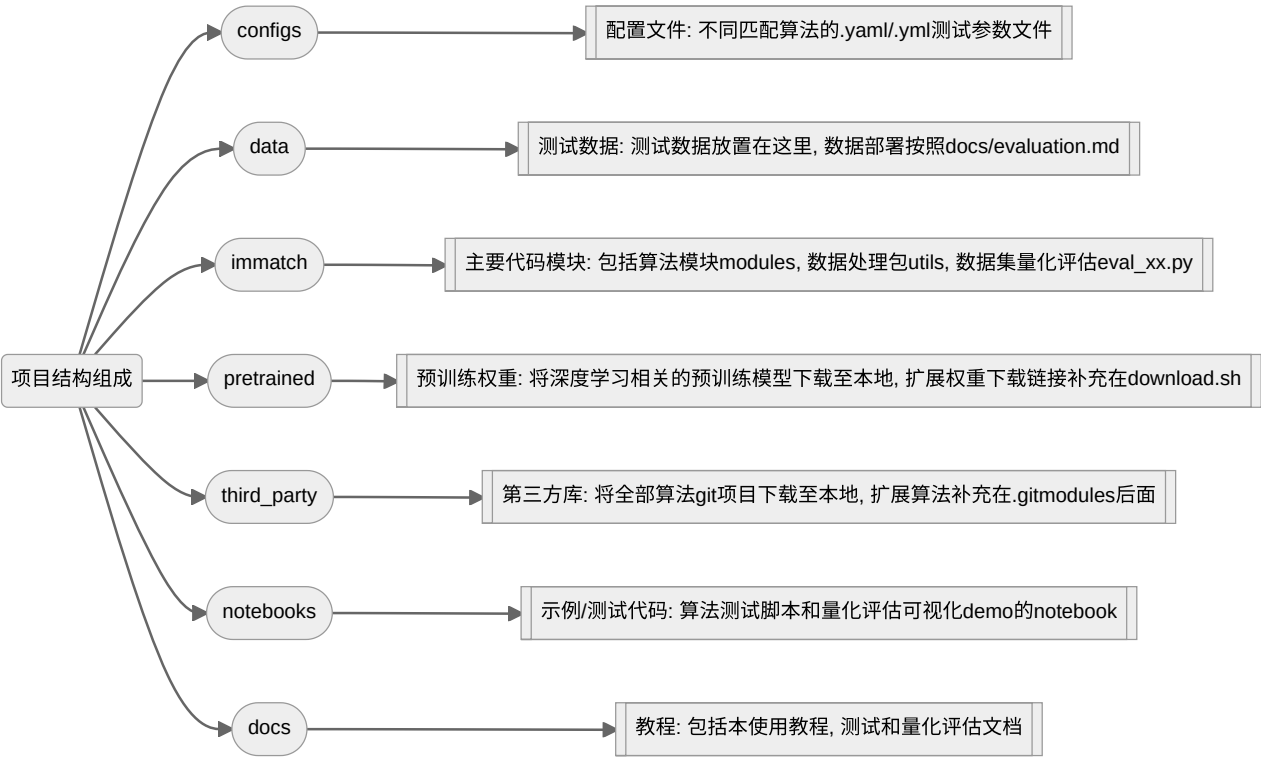 configs
配置文件: 不同匹配算法的.yaml/.yml测试参数文件
data
测试数据: 测试数据放置在这里, 数据部署按照docs/evaluation.md
immatch
主要代码模块: 包括算法模块modules, 数据处理包utils, 数据集量化评估eval_xx.py
项目结构组成
pretrained
预训练权重: 将深度学习相关的预训练模型下载至本地, 扩展权重下载链接补充在download.sh
third_party
第三方库: 将全部算法git项目下载至本地, 扩展算法补充在.gitmodules后面
notebooks
示例/测试代码: 算法测试脚本和量化评估可视化demo的notebook
docs
教程: 包括本使用教程, 测试和量化评估文档